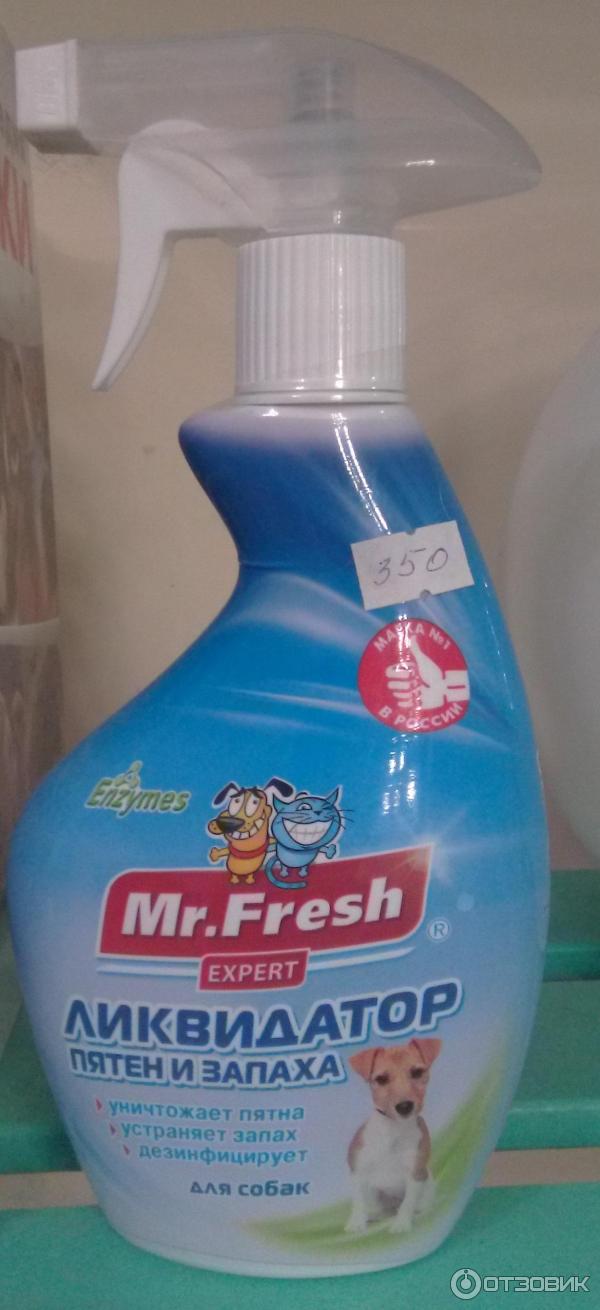 КИ
350
МАРКА №1
В РОССИИ
Enzymes
Mr.Fresh
®
EXPERT
ЛИКВИДАТОР
ПЯТЕН И ЗАПАХА
уничтожает пятна
устраняет запах
дезинфицирует
для собак
ОТЗОВИК